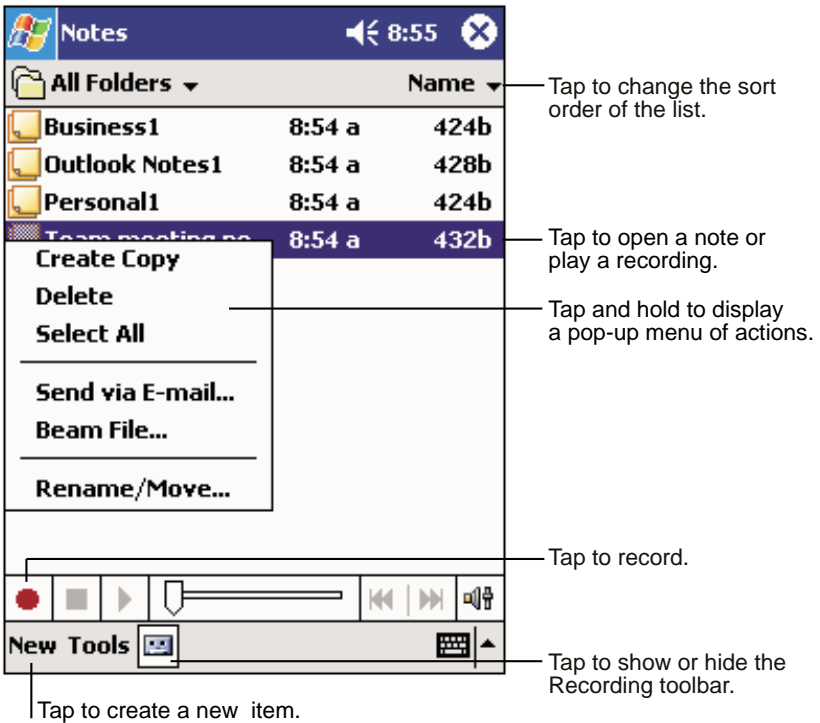 Notes 8:55
All Folders Name
Business1 8:54 a 424b
Outlook Notes1 8:54 a 428b
Personal1 8:54 a 424b
Team meeting no... 8:54 a 432b
Create Copy
Delete
Select All
Send via E-mail...
Beam File...
Rename/Move...
New Tools
Tap to change the sort
order of the list.
Tap to open a note or
play a recording.
Tap and hold to display
a pop-up menu of actions.
Tap to record.
Tap to show or hide the
Recording toolbar.
Tap to create a new item.